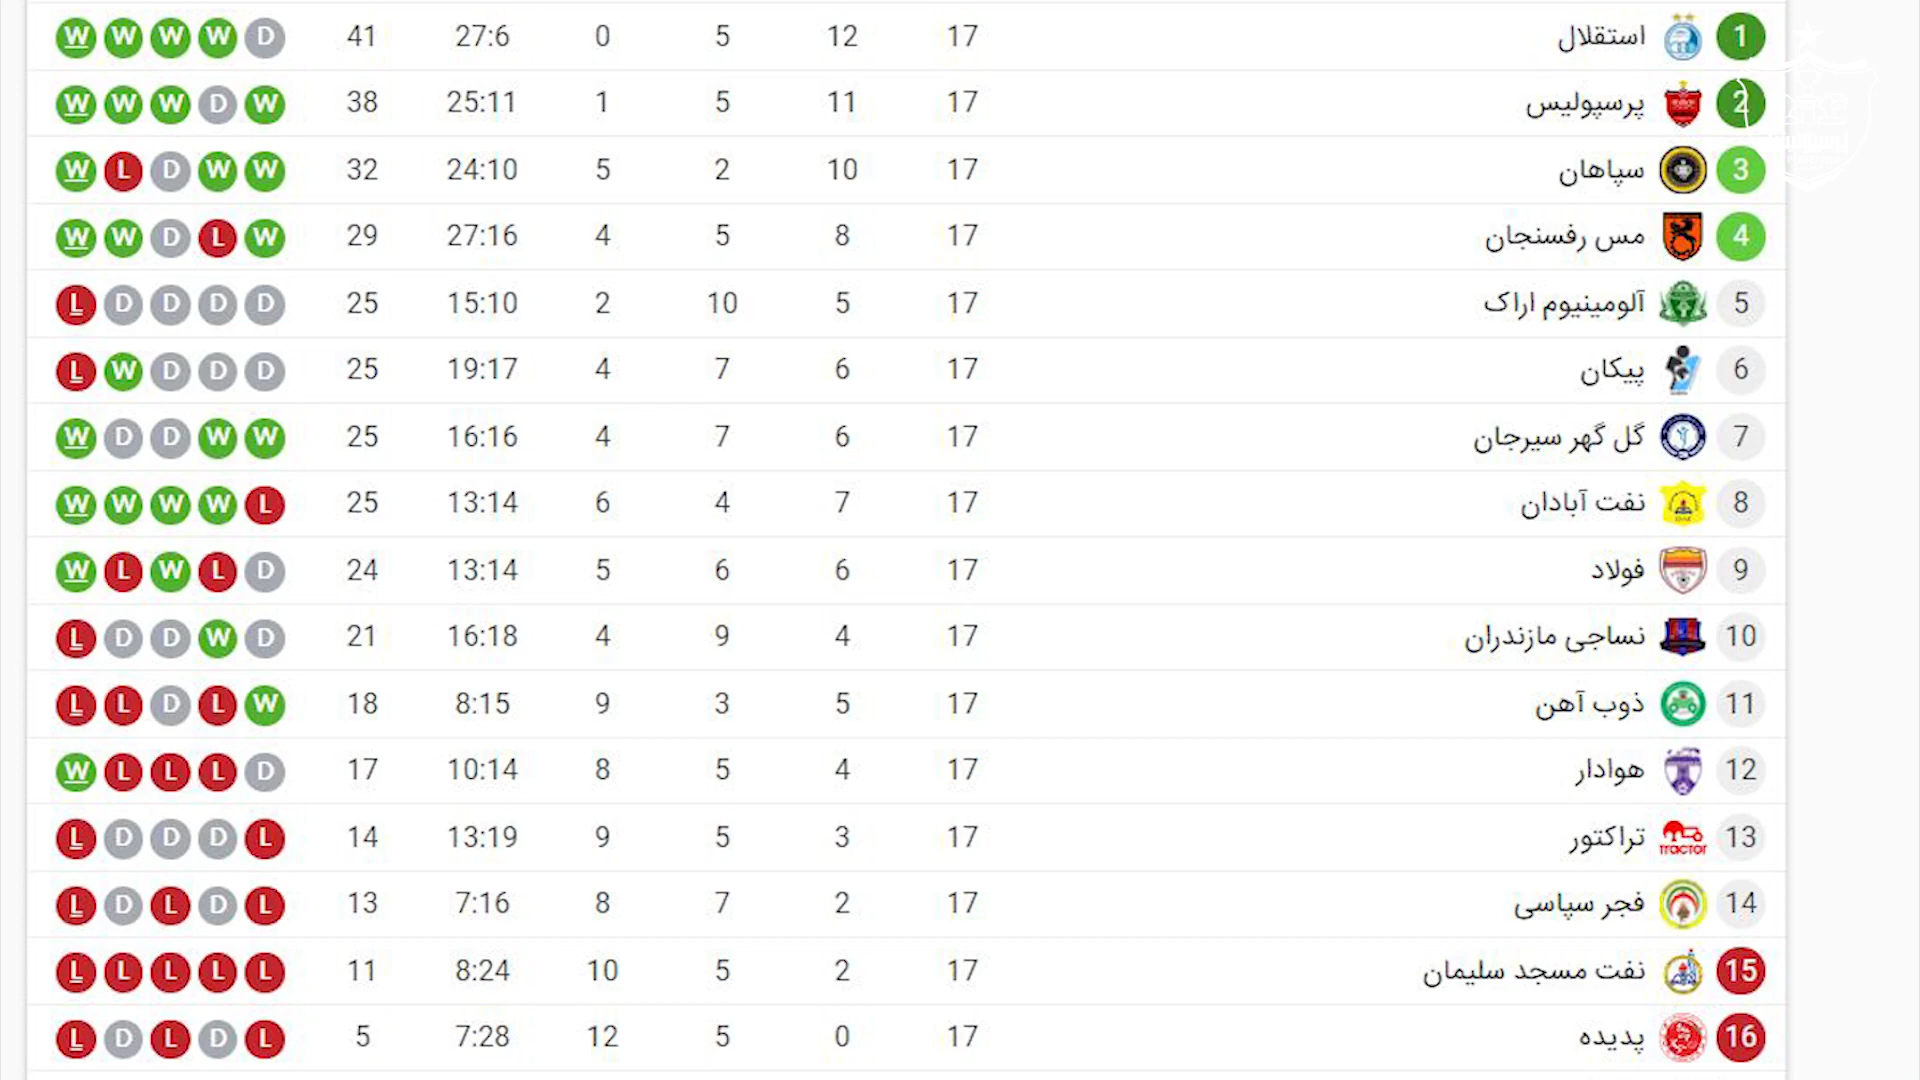 1 استقلال 17 12 5 0 27:6 41 D W W W W
2 پرسپولیس 17 11 5 1 25:11 38 W D W W W
3 سپاهان 17 10 2 5 24:10 32 W W D L W
4 مس رفسنجان 17 8 5 4 27:16 29 W L D W W
5 آلومینیوم اراک 17 5 10 2 15:10 25 D D D D L
6 پیکان 17 6 7 4 19:17 25 D D D W L
7 گل گهر سیرجان 17 6 7 4 16:16 25 W W D D W
8 نفت آبادان 17 7 4 6 13:14 25 L W W W W
9 فولاد 17 6 6 5 13:14 24 D L W L W
10 نساجی مازندران 17 4 9 4 16:18 21 D W D D L
11 ذوب آهن 17 5 3 9 8:15 18 W L D L L
12 هوادار 17 4 5 8 10:14 17 D L L L W
13 TRACTOR تراکتور 17 3 5 9 13:19 14 L D D D L
14 فجر سپاسی 17 2 7 8 7:16 13 L D L D L
15 نفت مسجد سلیمان 17 2 5 10 8:24 11 L L L L L
16 پدیده 17 0 5 12 7:28 5 L D L D L